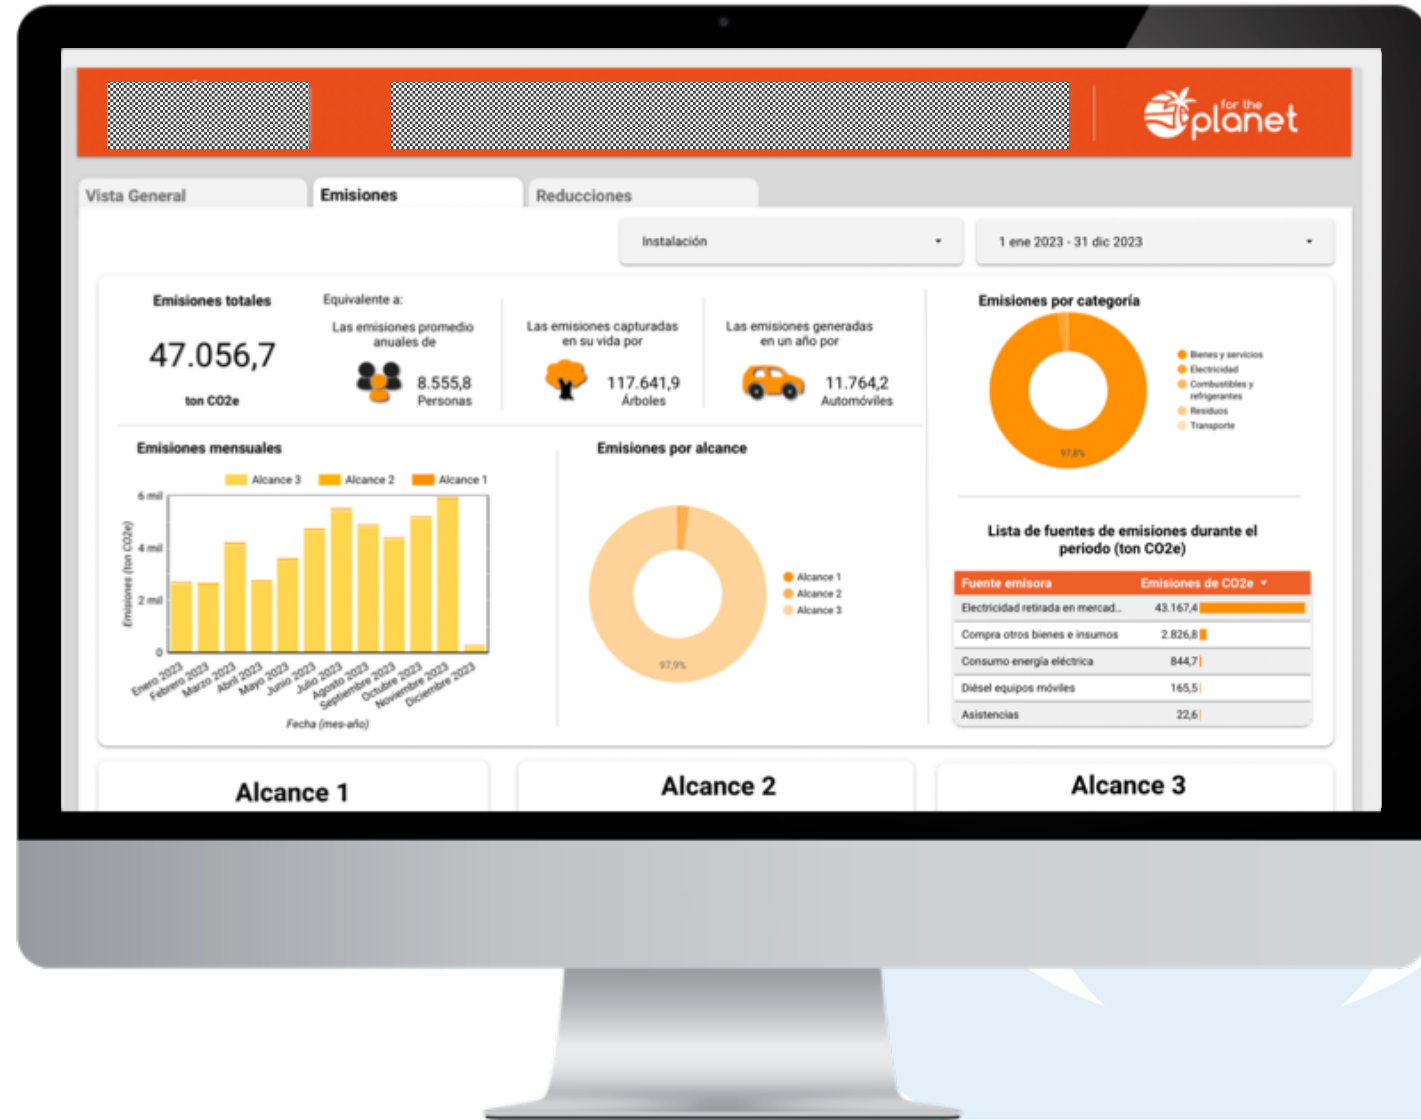 for the
planet
Vista General
Emisiones
Reducciones
Instalación
1 ene 2023 - 31 dic 2023
Emisiones totales
47.056,7
ton CO2e
Equivalente a:
Las emisiones promedio
anuales de
8.555,8
Personas
Las emisiones capturadas
en su vida por
117.641,9
Árboles
Las emisiones generadas
en un año por
11.764,2
Automóviles
Emisiones por categoría
Bienes y servicios
Electricidad
Combustibles y
refrigerantes
Residuos
Transporte
97,8%
Emisiones mensuales
Alcance 3
Alcance 2
Alcance 1
6 mil
4 mil
2 mil
0
Emisiones (ton CO2e)
Enero 2023
Febrero 2023
Marzo 2023
Abril 2023
Mayo 2023
Junio 2023
Julio 2023
Agosto 2023
Septiembre 2023
Octubre 2023
Noviembre 2023
Diciembre 2023
Fecha (mes-año)
Emisiones por alcance
Alcance 1
Alcance 2
Alcance 3
97,9%
Lista de fuentes de emisiones durante el
periodo (ton CO2e)
Fuente emisora Emisiones de CO2e
Electricidad retirada en mercad... 43.167,4
Compra otros bienes e insumos 2.826,8
Consumo energía eléctrica 844,7
Diésel equipos móviles 165,5
Asistencias 22,6
Alcance 1
Alcance 2
Alcance 3